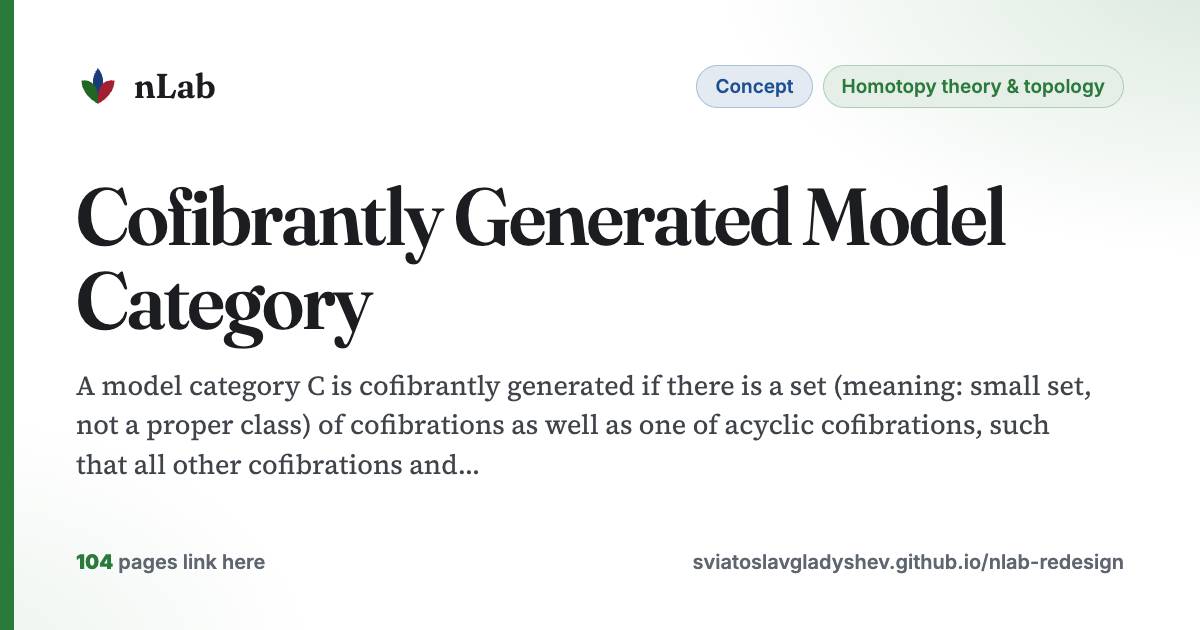 nLab
Concept
Homotopy theory & topology
Cofibrantly Generated Model
Category
A model category C is cofibrantly generated if there is a set (meaning: small set,
not a proper class) of cofibrations as well as one of acyclic cofibrations, such
that all other cofibrations and...
104 pages link here
sviatoslavgladyshev.github.io/nlab-redesign